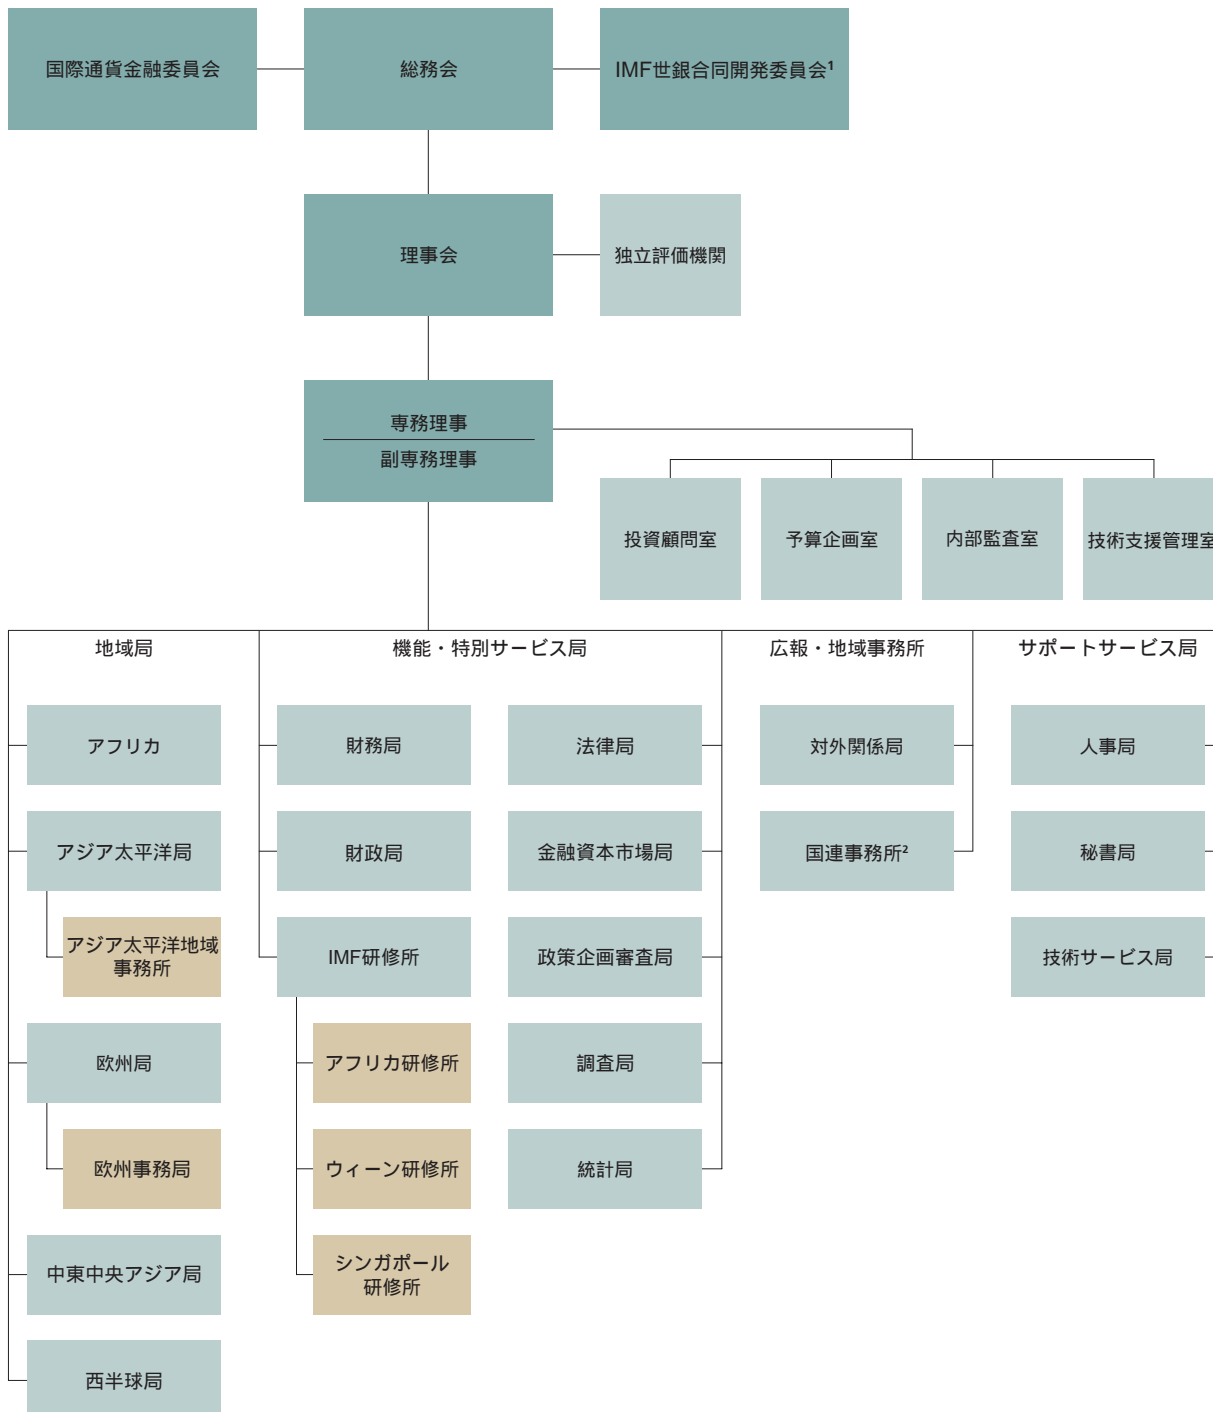 国際通貨金融委員会
総務会
IMF世銀合同開発委員会¹
理事会
独立評価機関
専務理事
副専務理事
投資顧問室
予算企画室
内部監査室
技術支援管理室
地域局
機能・特別サービス局
広報・地域事務所
サポートサービス局
アフリカ
財務局
法律局
対外関係局
人事局
アジア太平洋局
財政局
金融資本市場局
国連事務所²
秘書局
アジア太平洋地域
事務所
IMF研修所
政策企画審査局
技術サービス局
欧州局
アフリカ研修所
調査局
欧州事務局
ウィーン研修所
統計局
中東中央アジア局
シンガポール
研修所
西半球局